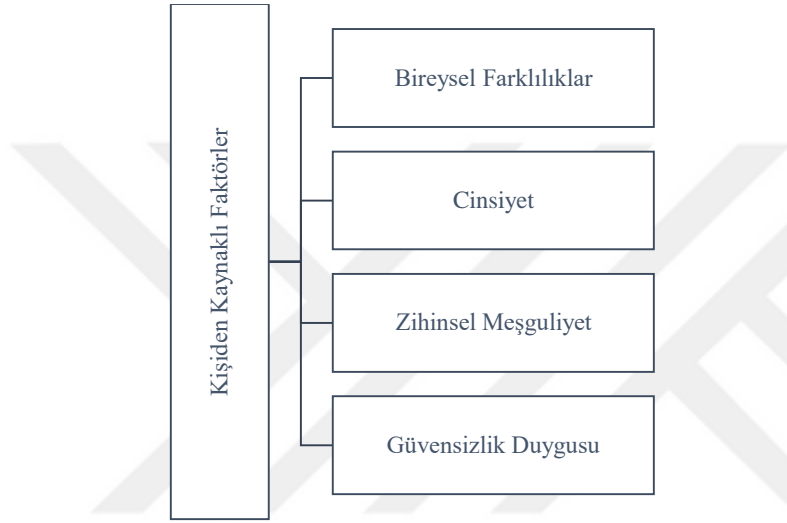 Kişiden Kaynaklı Faktörler
Bireysel Farklılıklar
Cinsiyet
Zihinsel Meşguliyet
Güvensizlik Duygusu